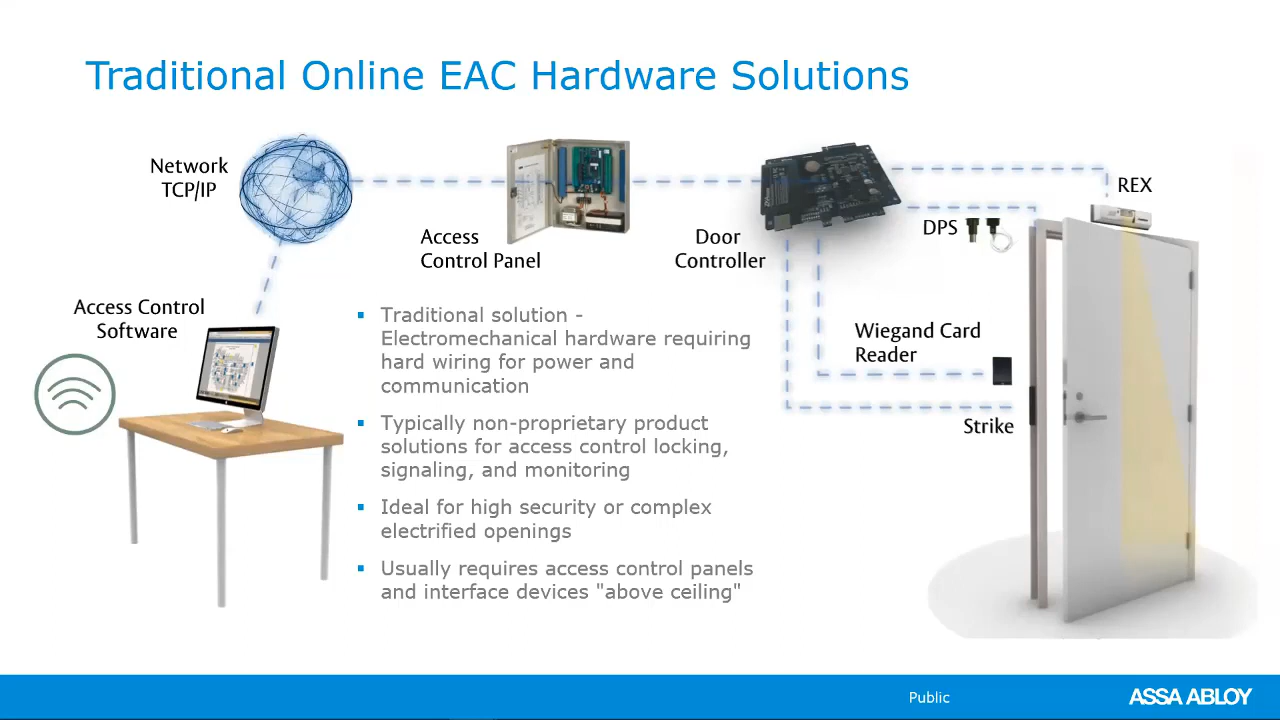 Traditional Online EAC Hardware Solutions
Network
TCP/IP
Access
Control Panel
Door
Controller
REX
DPS
Access Control
Software
Wiegand Card
Reader
Strike
Traditional solution -
Electromechanical hardware requiring
hard wiring for power and
communication
Typically non-proprietary product
solutions for access control locking,
signaling, and monitoring
Ideal for high security or complex
electrified openings
Usually requires access control panels
and interface devices "above ceiling"
Public
ASSA ABLOY